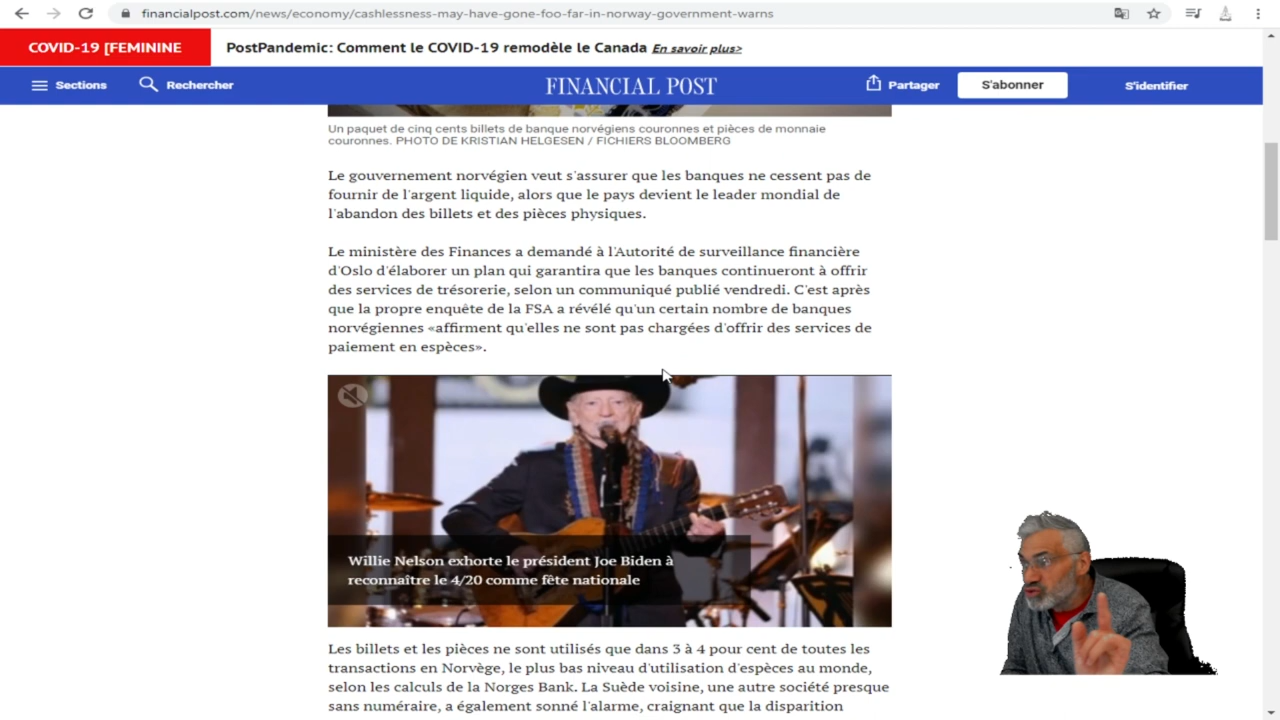 financialpost.com/news/economy/cashlessness-may-have-gone-foo-far-in-norway-government-warns
COVID-19 [FEMININE
PostPandemic: Comment le COVID-19 remodèle le Canada En savoir plus>
Sections
Rechercher
FINANCIAL POST
Partager
S'abonner
S'identifier
Un paquet de cinq cents billets de banque norvégiens couronnes et pièces de monnaie
couronnes. PHOTO DE KRISTIAN HELGESEN / FICHIERS BLOOMBERG
Le gouvernement norvégien veut s'assurer que les banques ne cessent pas de
fournir de l'argent liquide, alors que le pays devient le leader mondial de
l'abandon des billets et des pièces physiques.
Le ministère des Finances a demandé à l'Autorité de surveillance financière
d'Oslo d'élaborer un plan qui garantira que les banques continueront à offrir
des services de trésorerie, selon un communiqué publié vendredi. C'est après
que la propre enquête de la FSA a révélé qu'un certain nombre de banques
norvégiennes «affirment qu'elles ne sont pas chargées d'offrir des services de
paiement en espèces».
Willie Nelson exhorte le président Joe Biden à
reconnaître le 4/20 comme fête nationale
Les billets et les pièces ne sont utilisés que dans 3 à 4 pour cent de toutes les
transactions en Norvège, le plus bas niveau d'utilisation d'espèces au monde,
selon les calculs de la Norges Bank. La Suède voisine, une autre société presque
sans numéraire, a également sonné l'alarme, craignant que la disparition